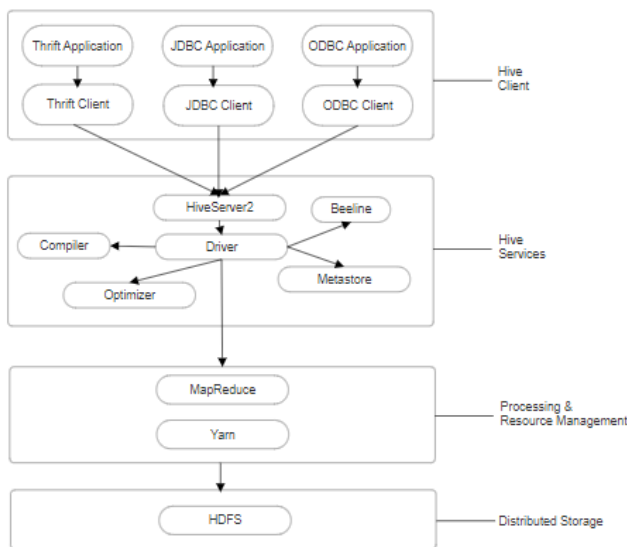 Thrift Application
JDBC Application
ODBC Application
Thrift Client
JDBC Client
ODBC Client
Hive
Client
HiveServer2
Beeline
Compiler
Driver
Hive
Services
Metastore
Optimizer
MapReduce
Yarn
Processing &
Resource Management
HDFS
Distributed Storage